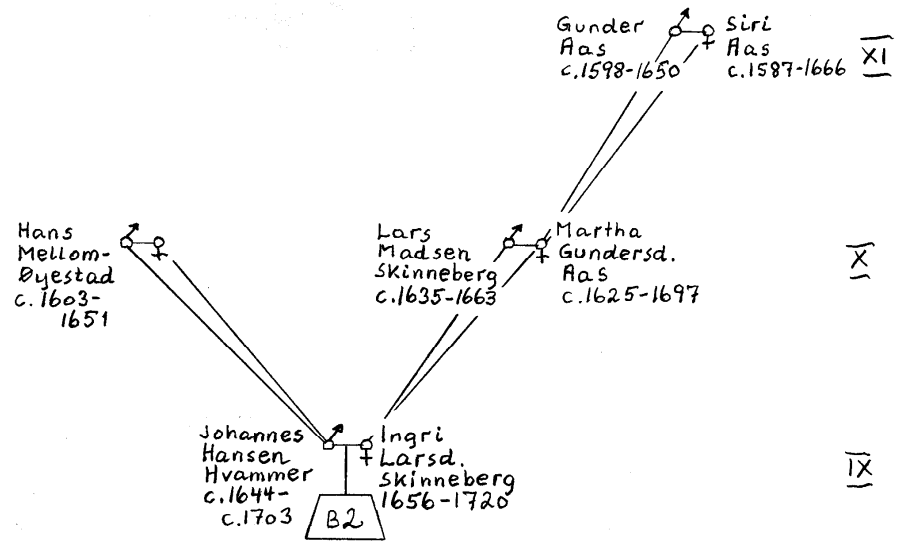 Gunder
Aas
c.1598-1650
Siri
Aas
c.1587-1666
XI
Hans
Mellom-
Øyestad
c.1603-
1651
Lars
Madsen
Skinneberg
c.1635-1663
Martha
Gundersd.
Aas
c.1625-1697
X
Johannes
Hansen
Hvammer
c.1644-
c.1703
Ingri
Larsd.
Skinneberg
1656-1720
IX
B2